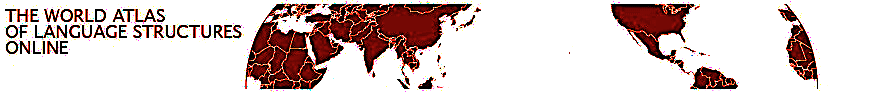 THE WORLD ATLAS
OF LANGUAGE STRUCTURES
ONLINE